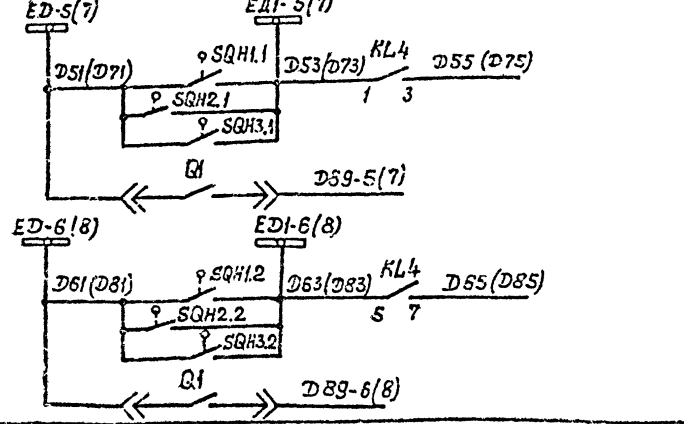 ED-5(7) ED1-5(7)
SQH1.1 KL4
D51(D71) D53(D73) D55(D75)
SQH2.1 1 3
SQH3.1
Q1 D69-5(7)
ED-6(8) ED1-6(8)
SQH1.2 KL4
D61(D81) D63(D83) D65(D85)
SQH2.2 5 7
SQH3.2
Q1 D89-6(8)